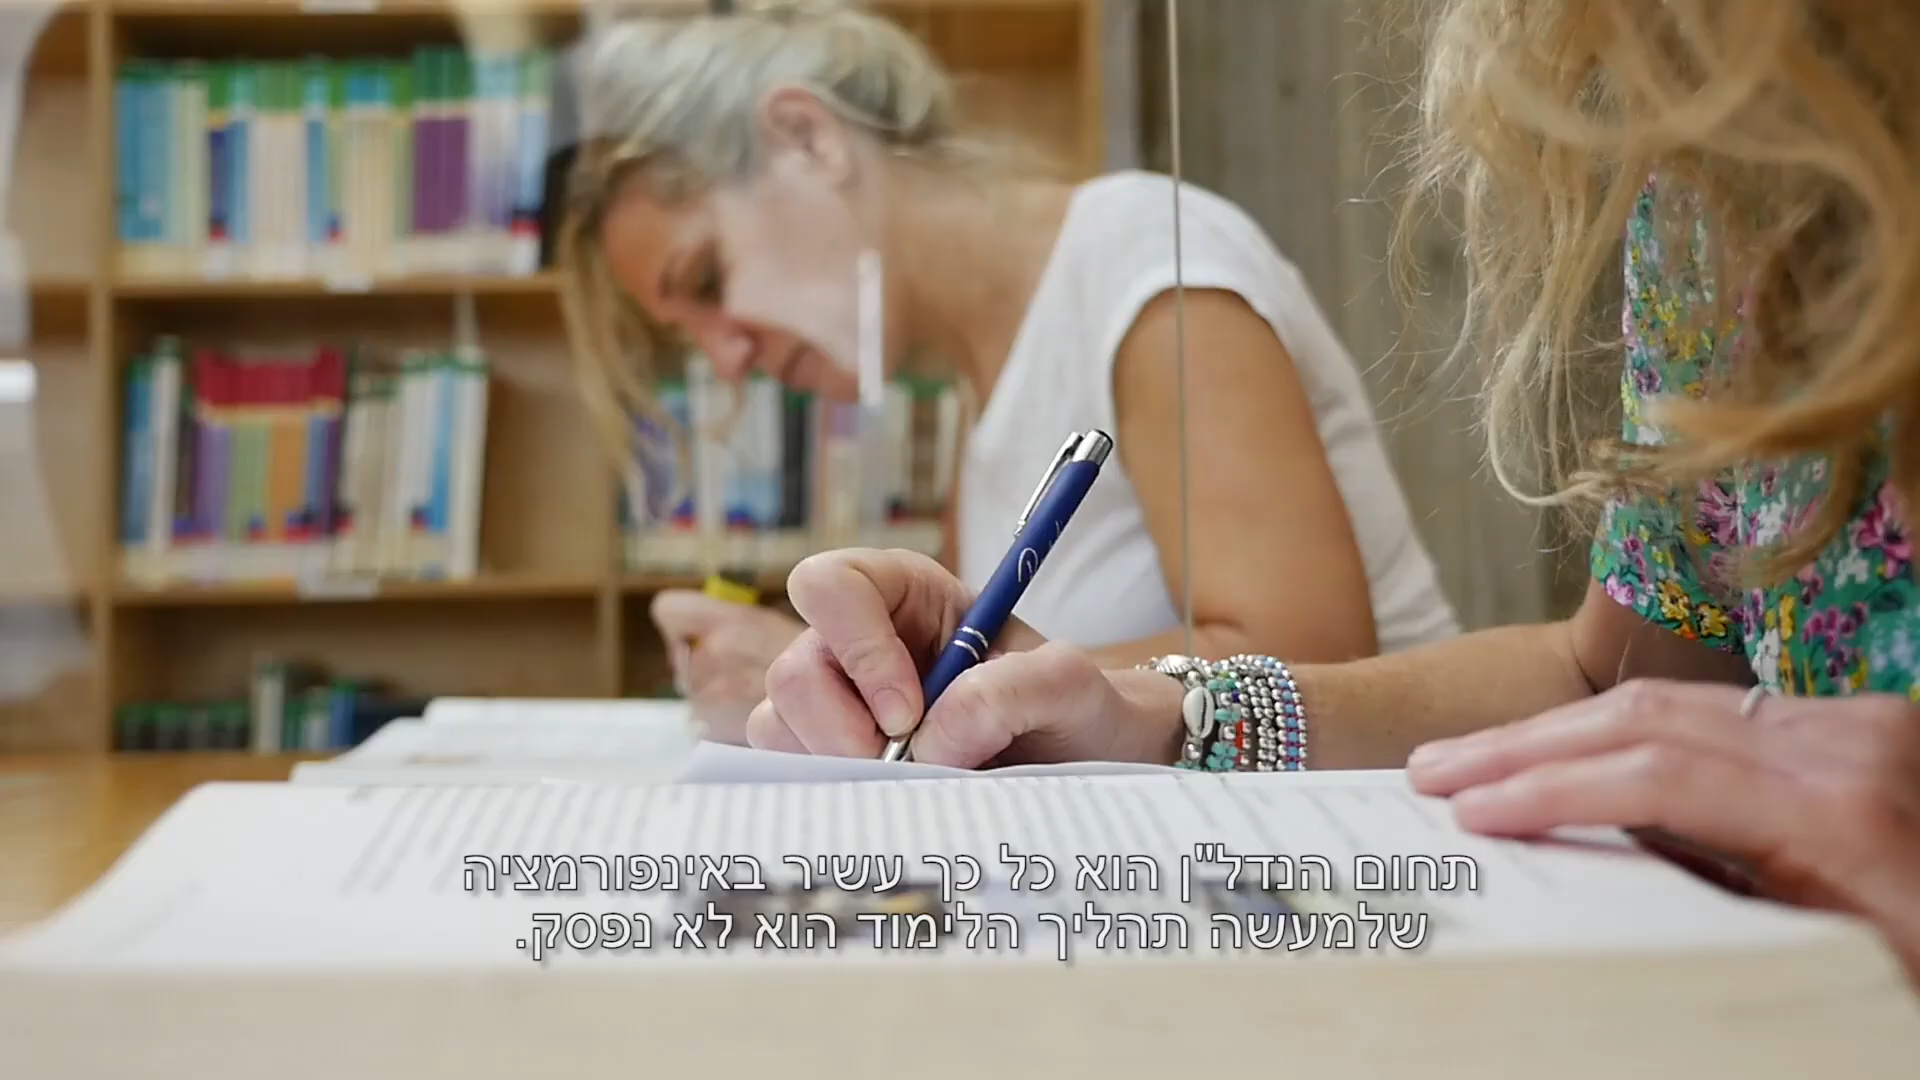 תחום הנדל"ן הוא כל כך עשיר באינפורמציה
שלמעשה תהליך הלימוד הוא לא נפסק.